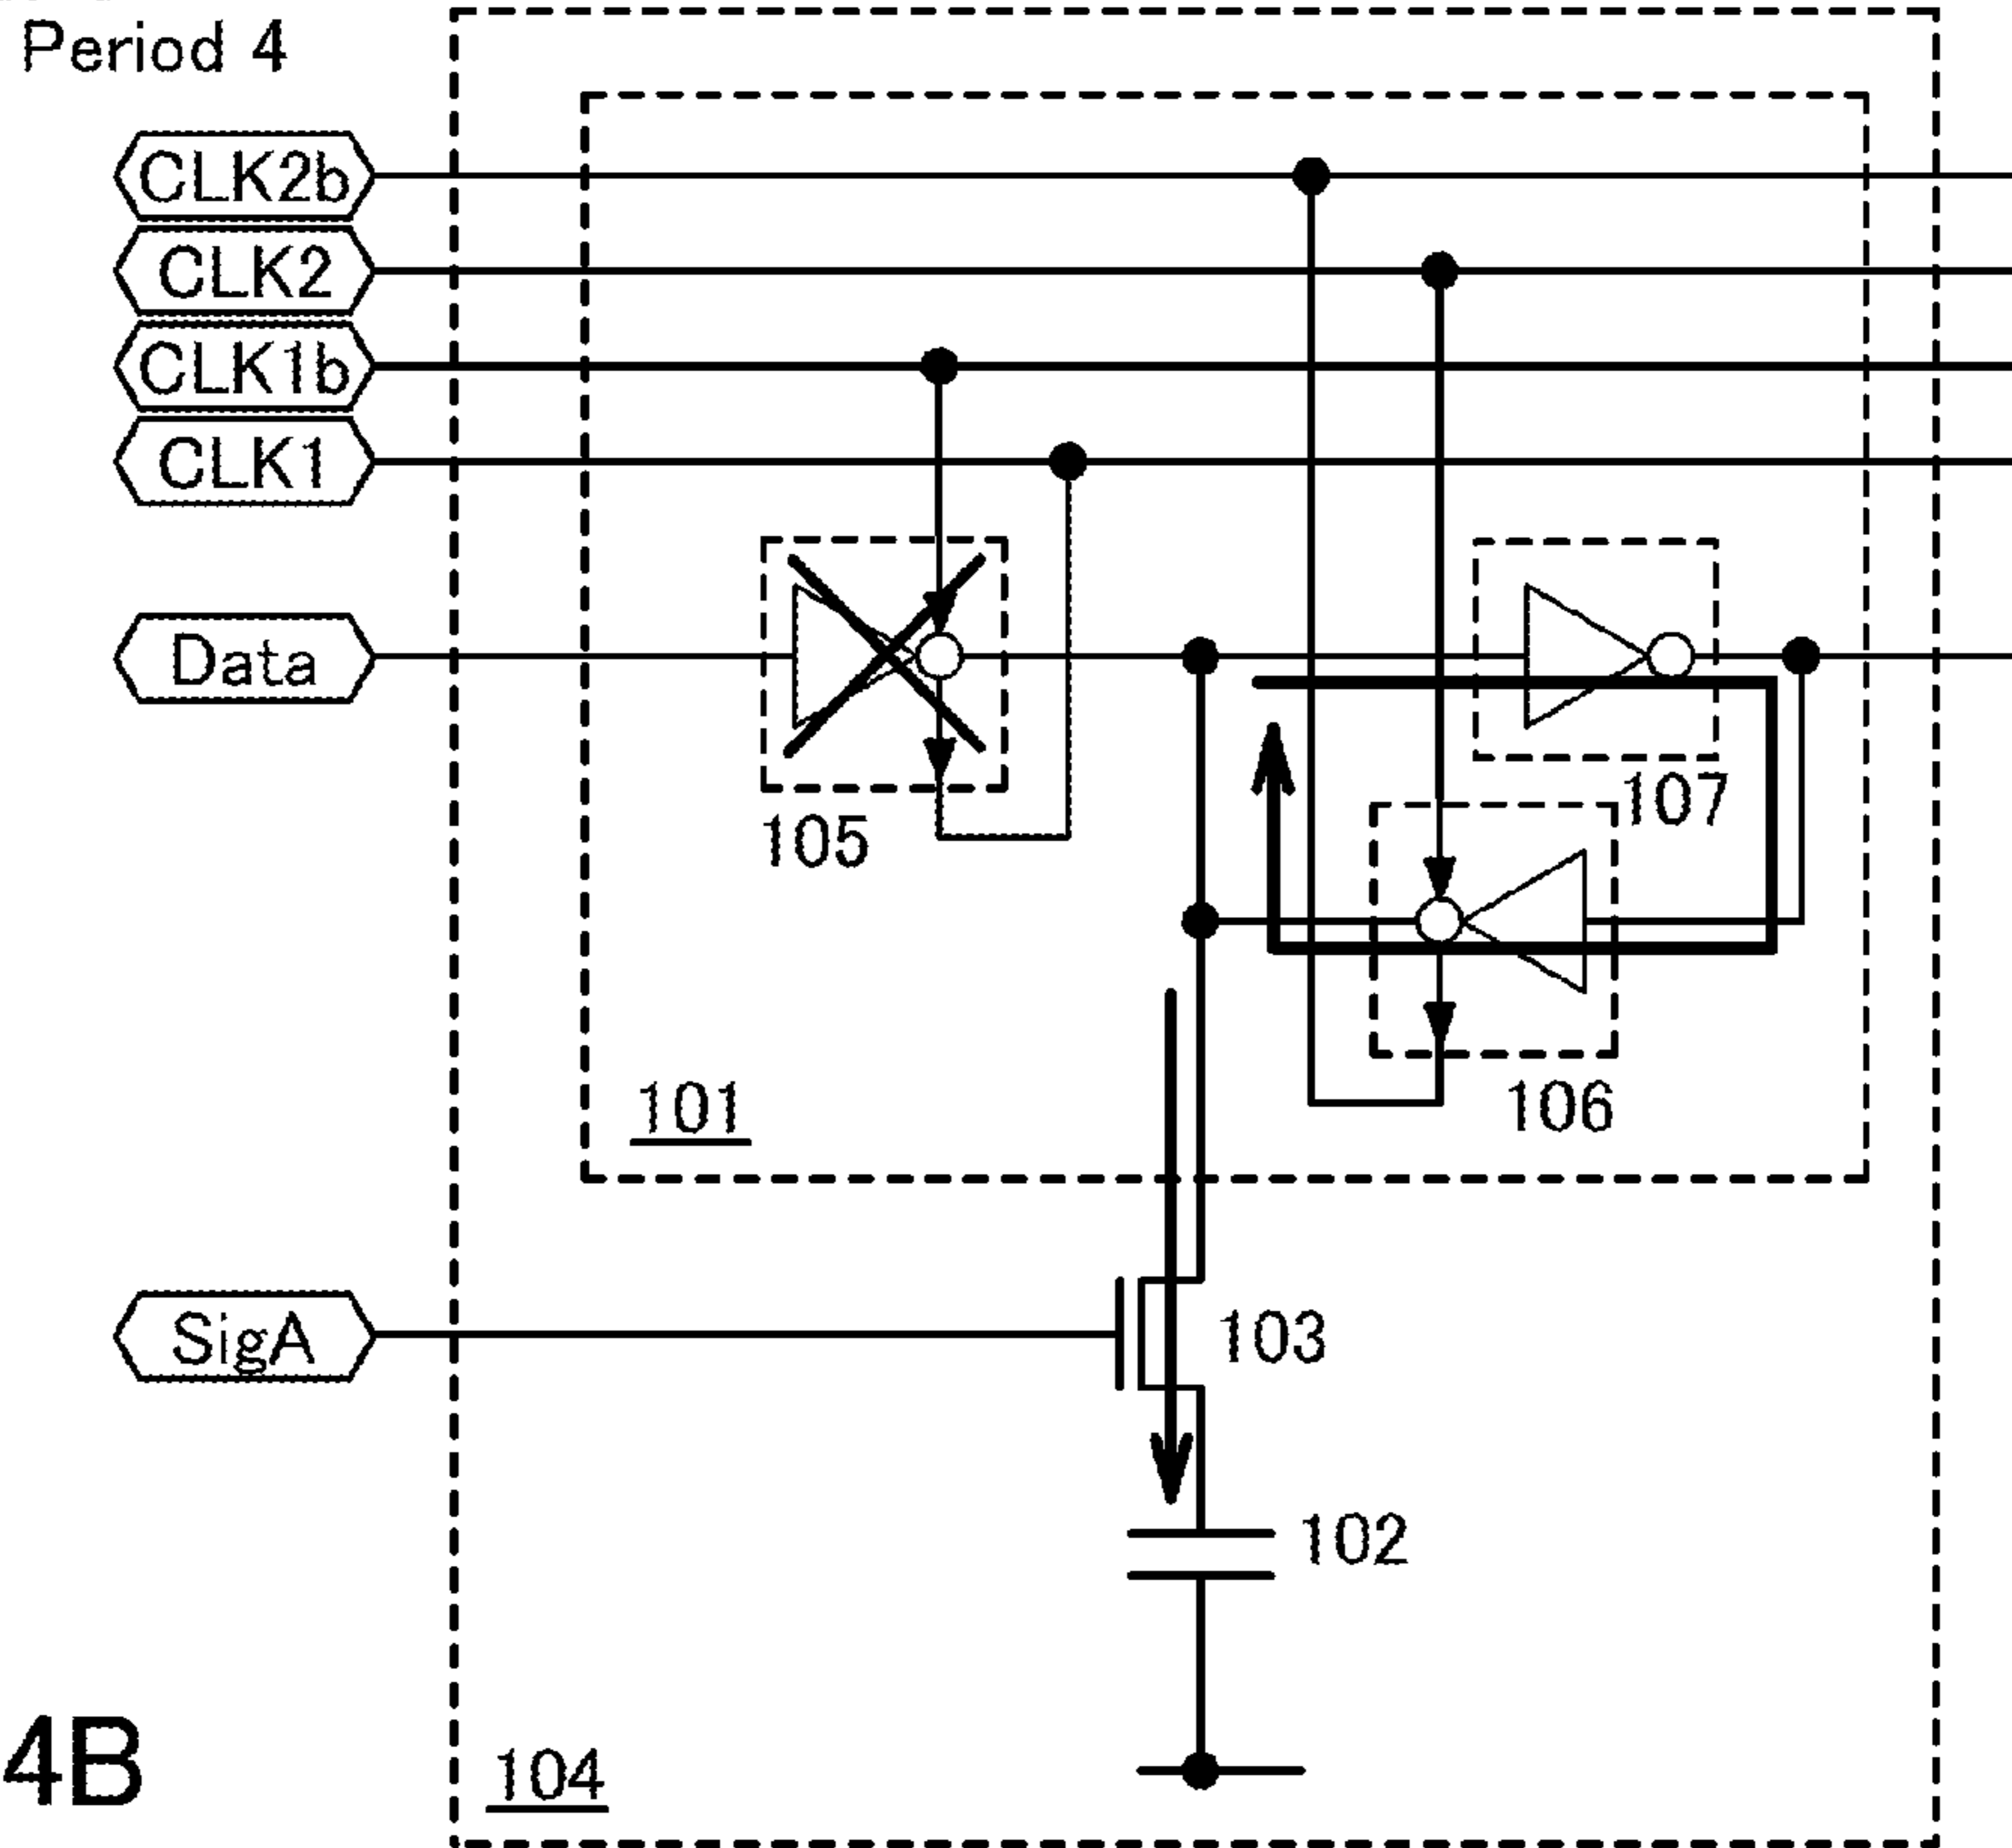 Period 4
CLK2b
CLK2
CLK1b
CLK1
Data
107
105
106
101
SigA
103
102
4B
104